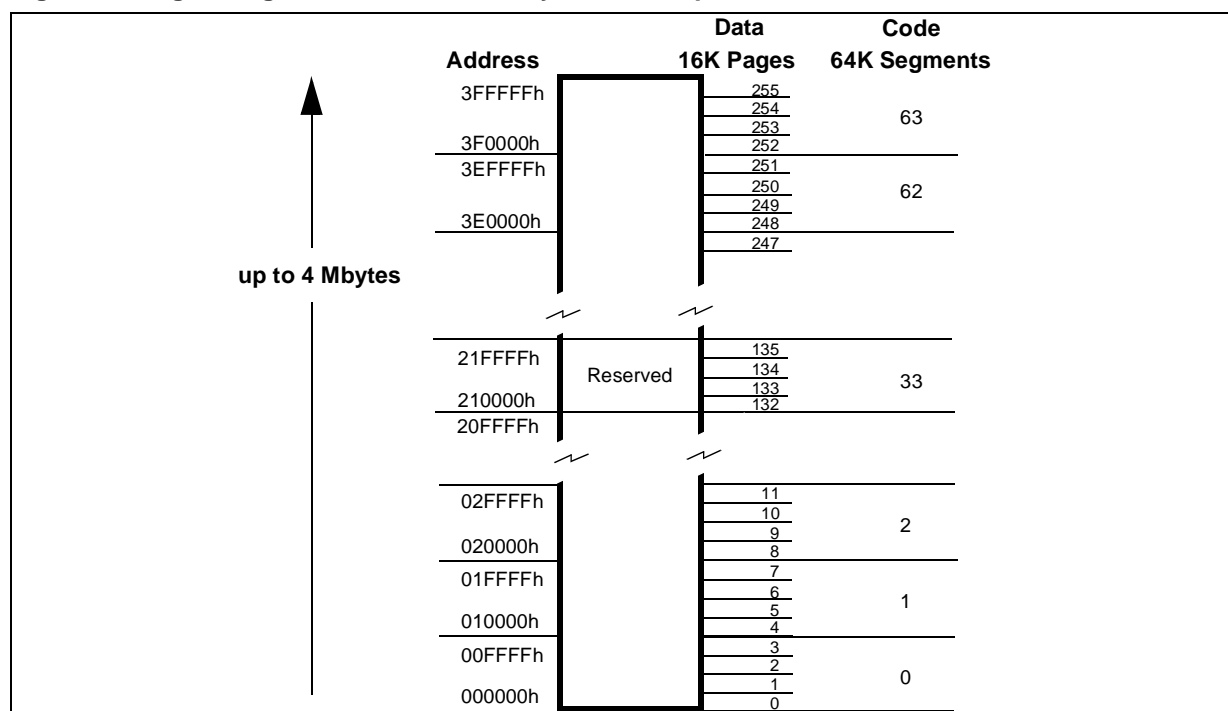 Data Code
Address 16K Pages 64K Segments
3FFFFFh 255
254
63
253
3F0000h 252
3EFFFFh 251
250
62
249
3E0000h 248
247
up to 4 Mbytes
135
21FFFFh
134
Reserved 33
133
210000h 132
20FFFFh
11
02FFFFh
10
2
9
020000h 8
01FFFFh 7
6
1
5
010000h 4
00FFFFh 3
2
0
1
000000h 0